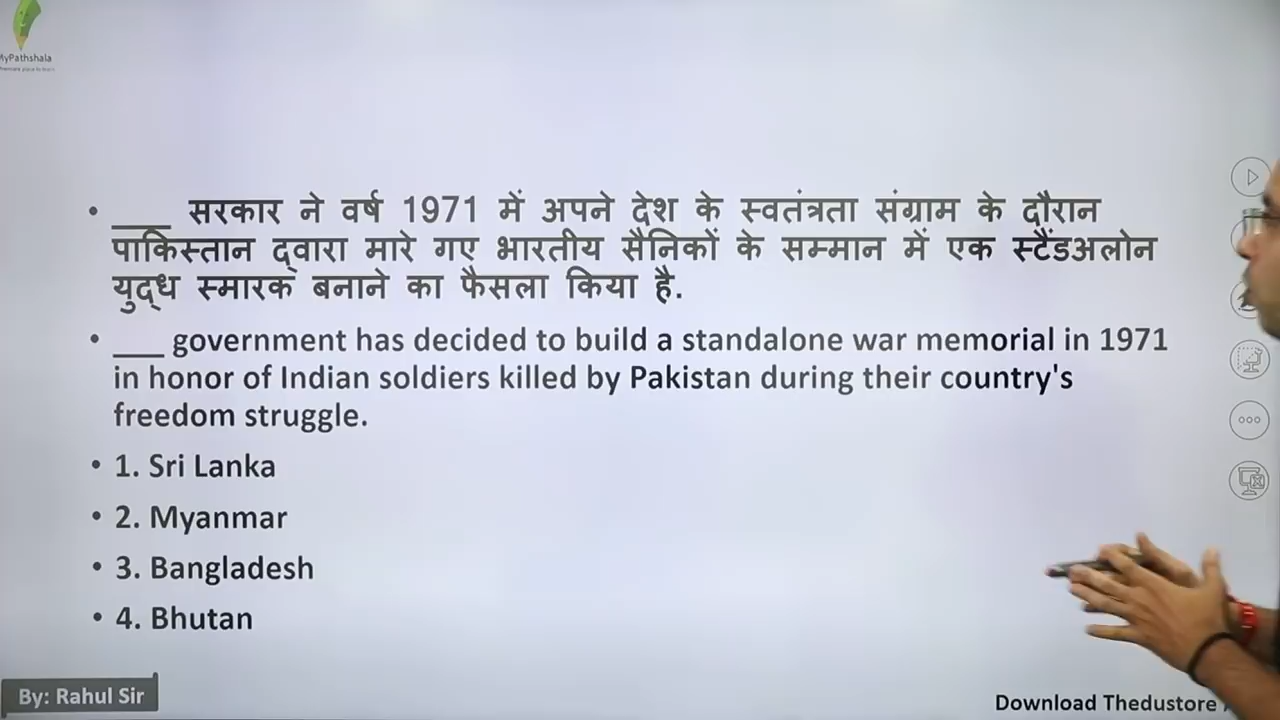 MyPathshala
• ___ सरकार ने वर्ष 1971 में अपने देश के स्वतंत्रता संग्राम के दौरान
पाकिस्तान द्वारा मारे गए भारतीय सैनिकों के सम्मान में एक स्टैंडअलोन
युद्ध स्मारक बनाने का फैसला किया है.
• ___ government has decided to build a standalone war memorial in 1971
in honor of Indian soldiers killed by Pakistan during their country's
freedom struggle.
• 1. Sri Lanka
• 2. Myanmar
• 3. Bangladesh
• 4. Bhutan
By: Rahul Sir
Download Thedustore